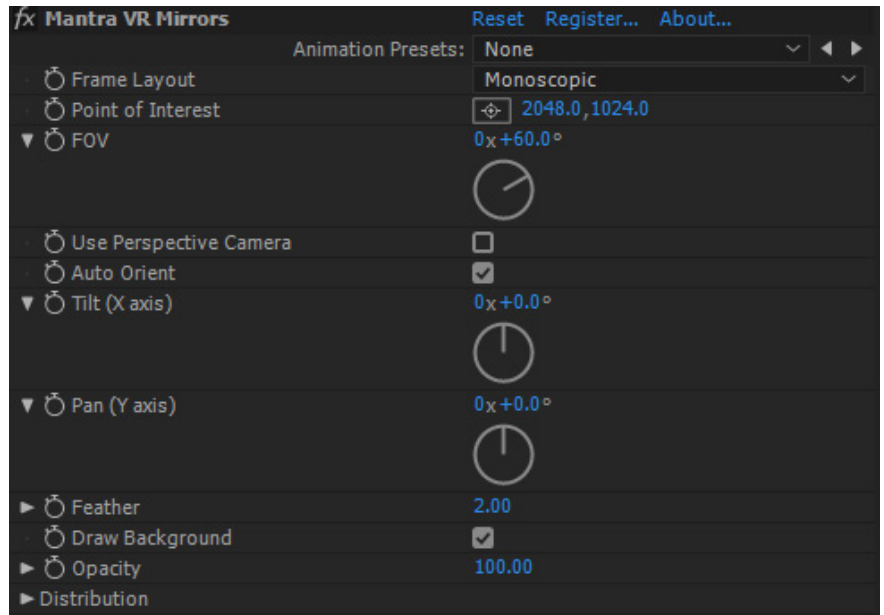 fx Mantra VR Mirrors Reset Register... About...
Animation Presets: None
Frame Layout Monoscopic
Point of Interest 2048.0,1024.0
FOV 0x+60.0°
Use Perspective Camera
Auto Orient
Tilt (X axis) 0x+0.0°
Pan (Y axis) 0x+0.0°
Feather 2.00
Draw Background
Opacity 100.00
Distribution